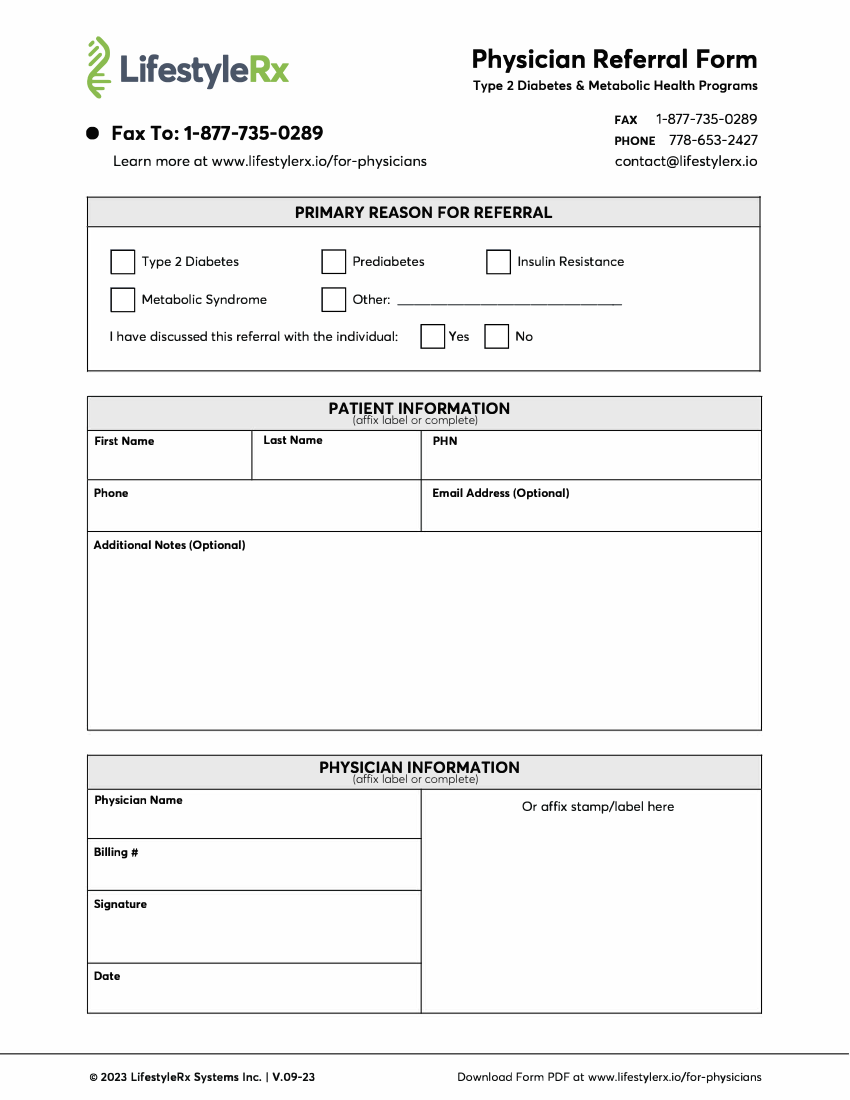 LifestyleRx
Physician Referral Form
Type 2 Diabetes & Metabolic Health Programs
FAX 1-877-735-0289
● Fax To: 1-877-735-0289
PHONE 778-653-2427
Learn more at www.lifestylerx.io/for-physicians
contact@lifestylerx.io
PRIMARY REASON FOR REFERRAL
Type 2 Diabetes Prediabetes Insulin Resistance
Metabolic Syndrome Other: ____________________________
I have discussed this referral with the individual: Yes No
PATIENT INFORMATION
(affix label or complete)
First Name Last Name PHN
Phone Email Address (Optional)
Additional Notes (Optional)
PHYSICIAN INFORMATION
(affix label or complete)
Physician Name
Or affix stamp/label here
Billing #
Signature
Date
© 2023 LifestyleRx Systems Inc. | V.09-23
Download Form PDF at www.lifestylerx.io/for-physicians